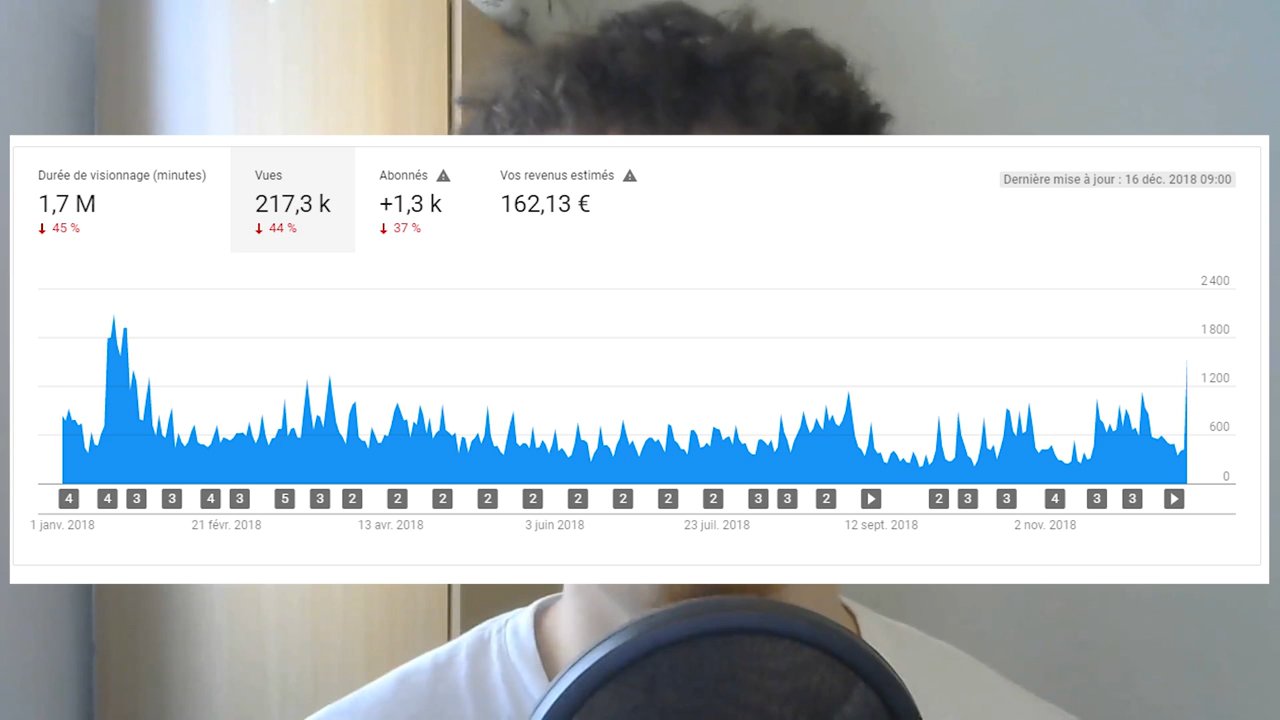 Durée de visionnage (minutes)
1,7 M
45 %
Vues
217,3 k
44 %
Abonnés
+1,3 k
37 %
Vos revenus estimés
162,13 €
Dernière mise à jour : 16 déc. 2018 09:00
2 400
1 800
1 200
600
0
4 4 3 3 4 3 5 3 2 2 2 2 2 2 2 2 2 3 3 2 2 3 3 4 3 3
1 janv. 2018 21 févr. 2018 13 avr. 2018 3 juin 2018 23 juil. 2018 12 sept. 2018 2 nov. 2018